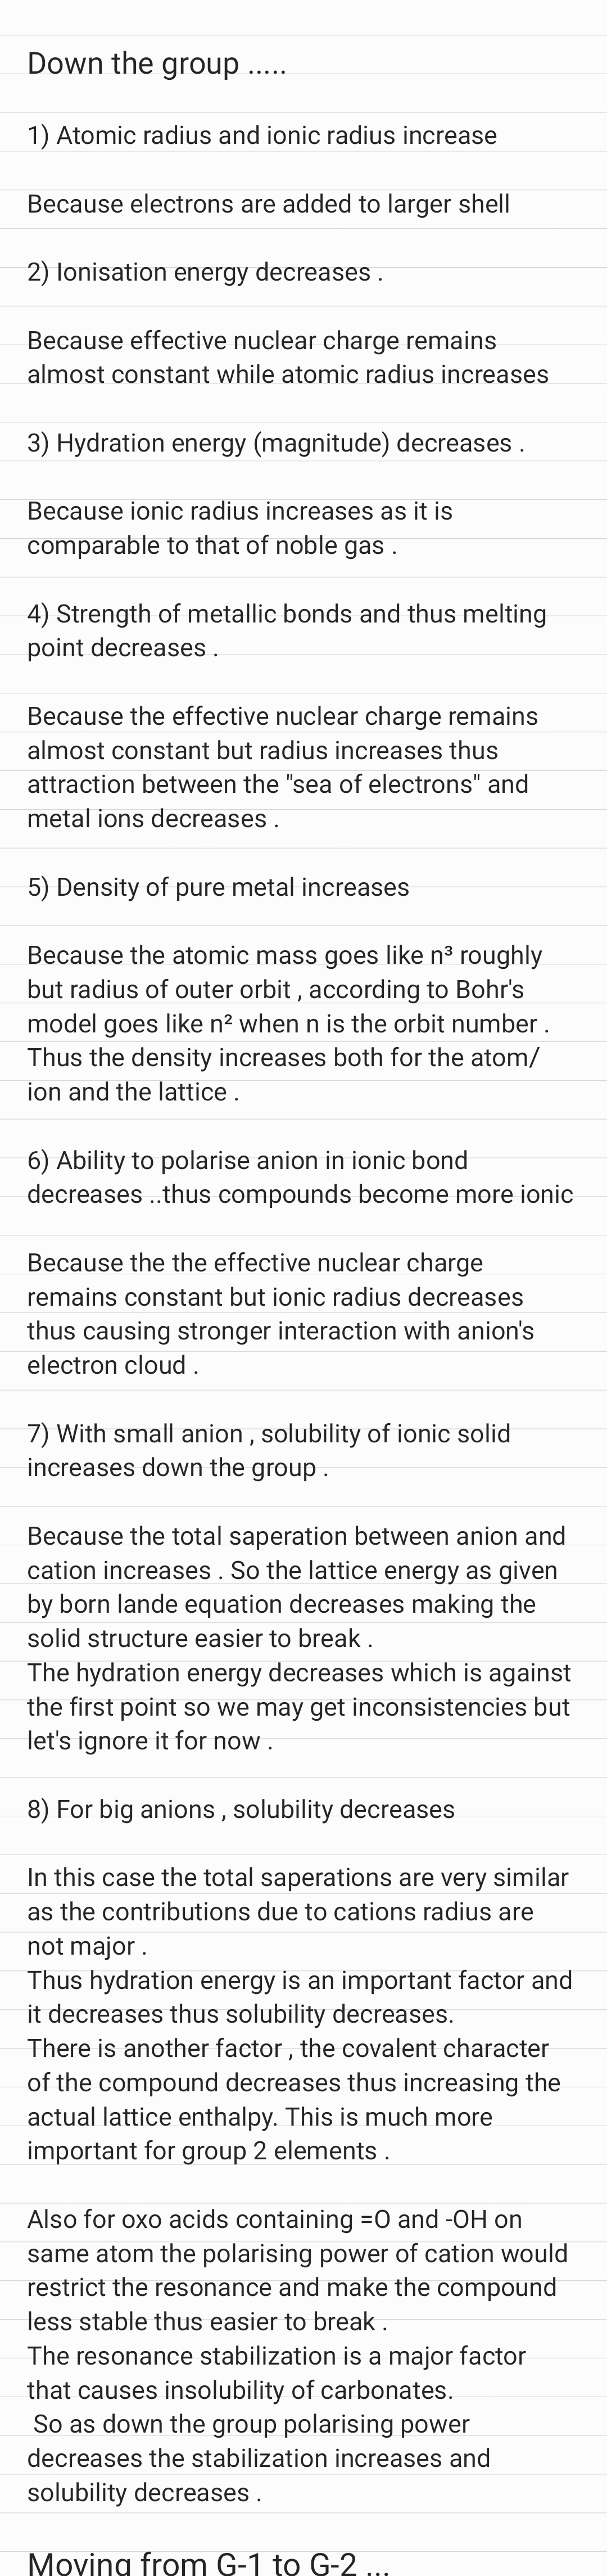 Down the group .....
1) Atomic radius and ionic radius increase
Because electrons are added to larger shell
2) Ionisation energy decreases .
Because effective nuclear charge remains
almost constant while atomic radius increases
3) Hydration energy (magnitude) decreases .
Because ionic radius increases as it is
comparable to that of noble gas .
4) Strength of metallic bonds and thus melting
point decreases .
Because the effective nuclear charge remains
almost constant but radius increases thus
attraction between the "sea of electrons" and
metal ions decreases .
5) Density of pure metal increases
Because the atomic mass goes like n³ roughly
but radius of outer orbit , according to Bohr's
model goes like n² when n is the orbit number .
Thus the density increases both for the atom/
ion and the lattice .
6) Ability to polarise anion in ionic bond
decreases ..thus compounds become more ionic
Because the the effective nuclear charge
remains constant but ionic radius decreases
thus causing stronger interaction with anion's
electron cloud .
7) With small anion , solubility of ionic solid
increases down the group .
Because the total saperation between anion and
cation increases . So the lattice energy as given
by born lande equation decreases making the
solid structure easier to break .
The hydration energy decreases which is against
the first point so we may get inconsistencies but
let's ignore it for now .
8) For big anions , solubility decreases
In this case the total saperations are very similar
as the contributions due to cations radius are
not major .
Thus hydration energy is an important factor and
it decreases thus solubility decreases.
There is another factor , the covalent character
of the compound decreases thus increasing the
actual lattice enthalpy. This is much more
important for group 2 elements .
Also for oxo acids containing =O and -OH on
same atom the polarising power of cation would
restrict the resonance and make the compound
less stable thus easier to break .
The resonance stabilization is a major factor
that causes insolubility of carbonates.
So as down the group polarising power
decreases the stabilization increases and
solubility decreases .
Moving from G-1 to G-2 ...